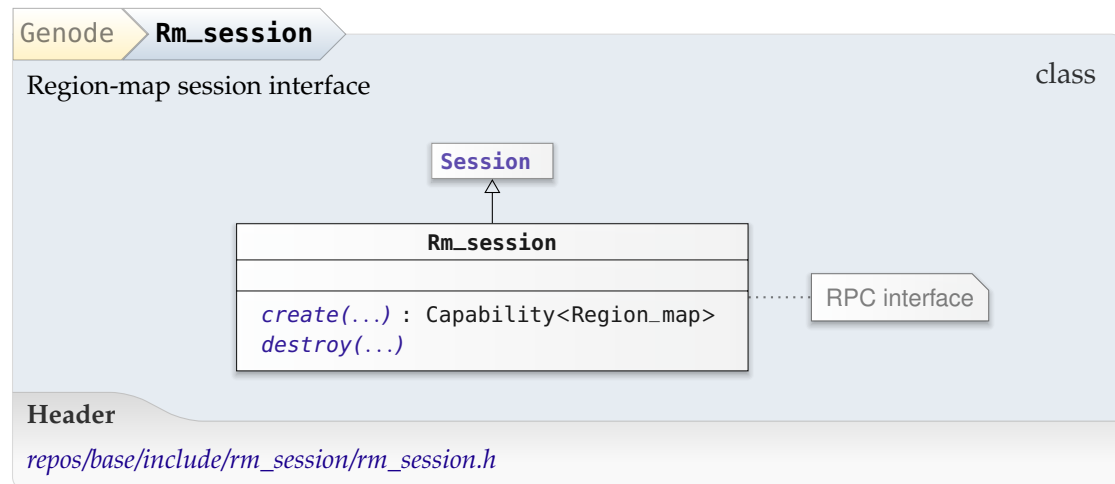 Genode Rm_session
class
Region-map session interface
Session
Rm_session
create(...) : Capability<Region_map>
destroy(...)
RPC interface
Header
repos/base/include/rm_session/rm_session.h